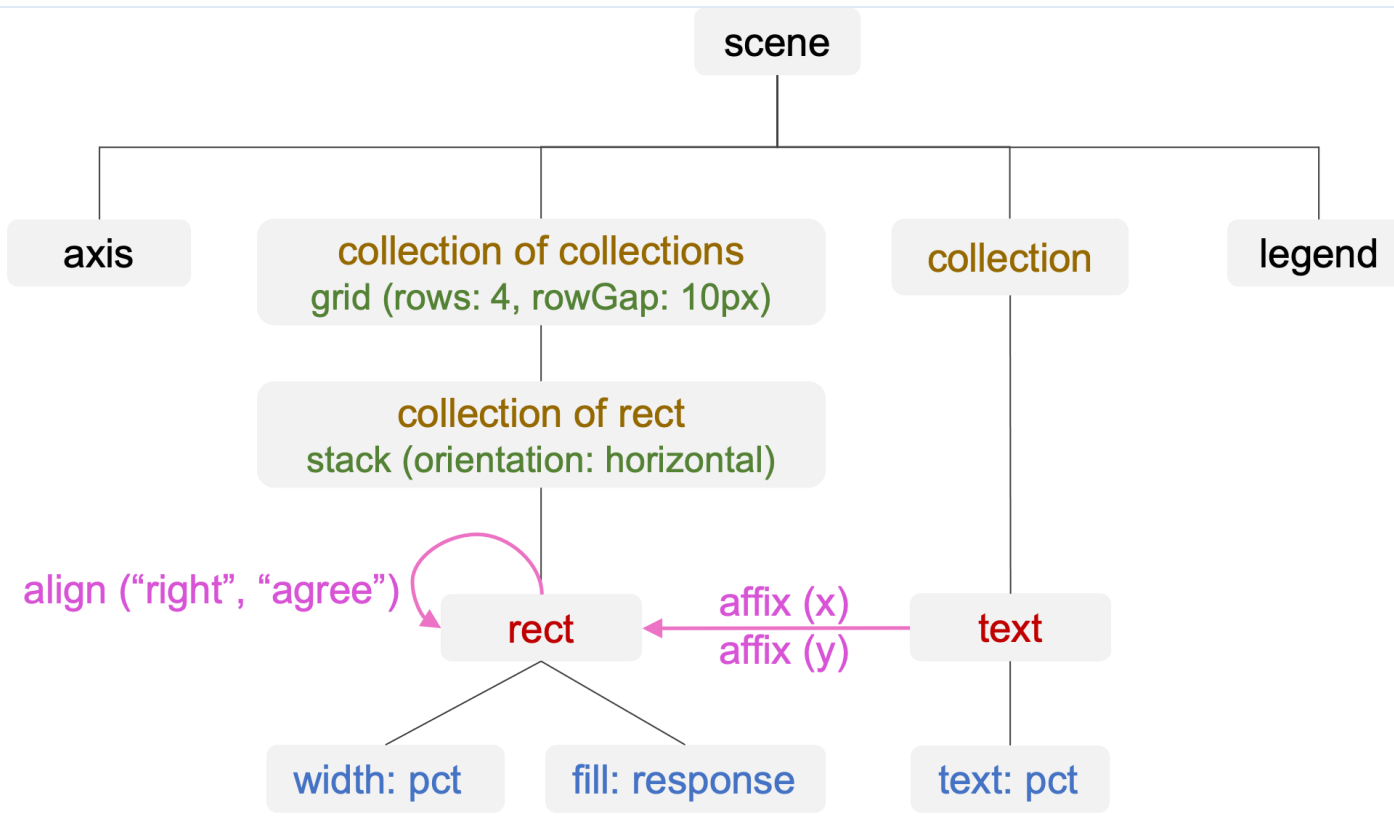 scene
axis
collection of collections
grid (rows: 4, rowGap: 10px)
collection
legend
collection of rect
stack (orientation: horizontal)
align (“right”, “agree”)
rect
affix (x)
affix (y)
text
width: pct
fill: response
text: pct